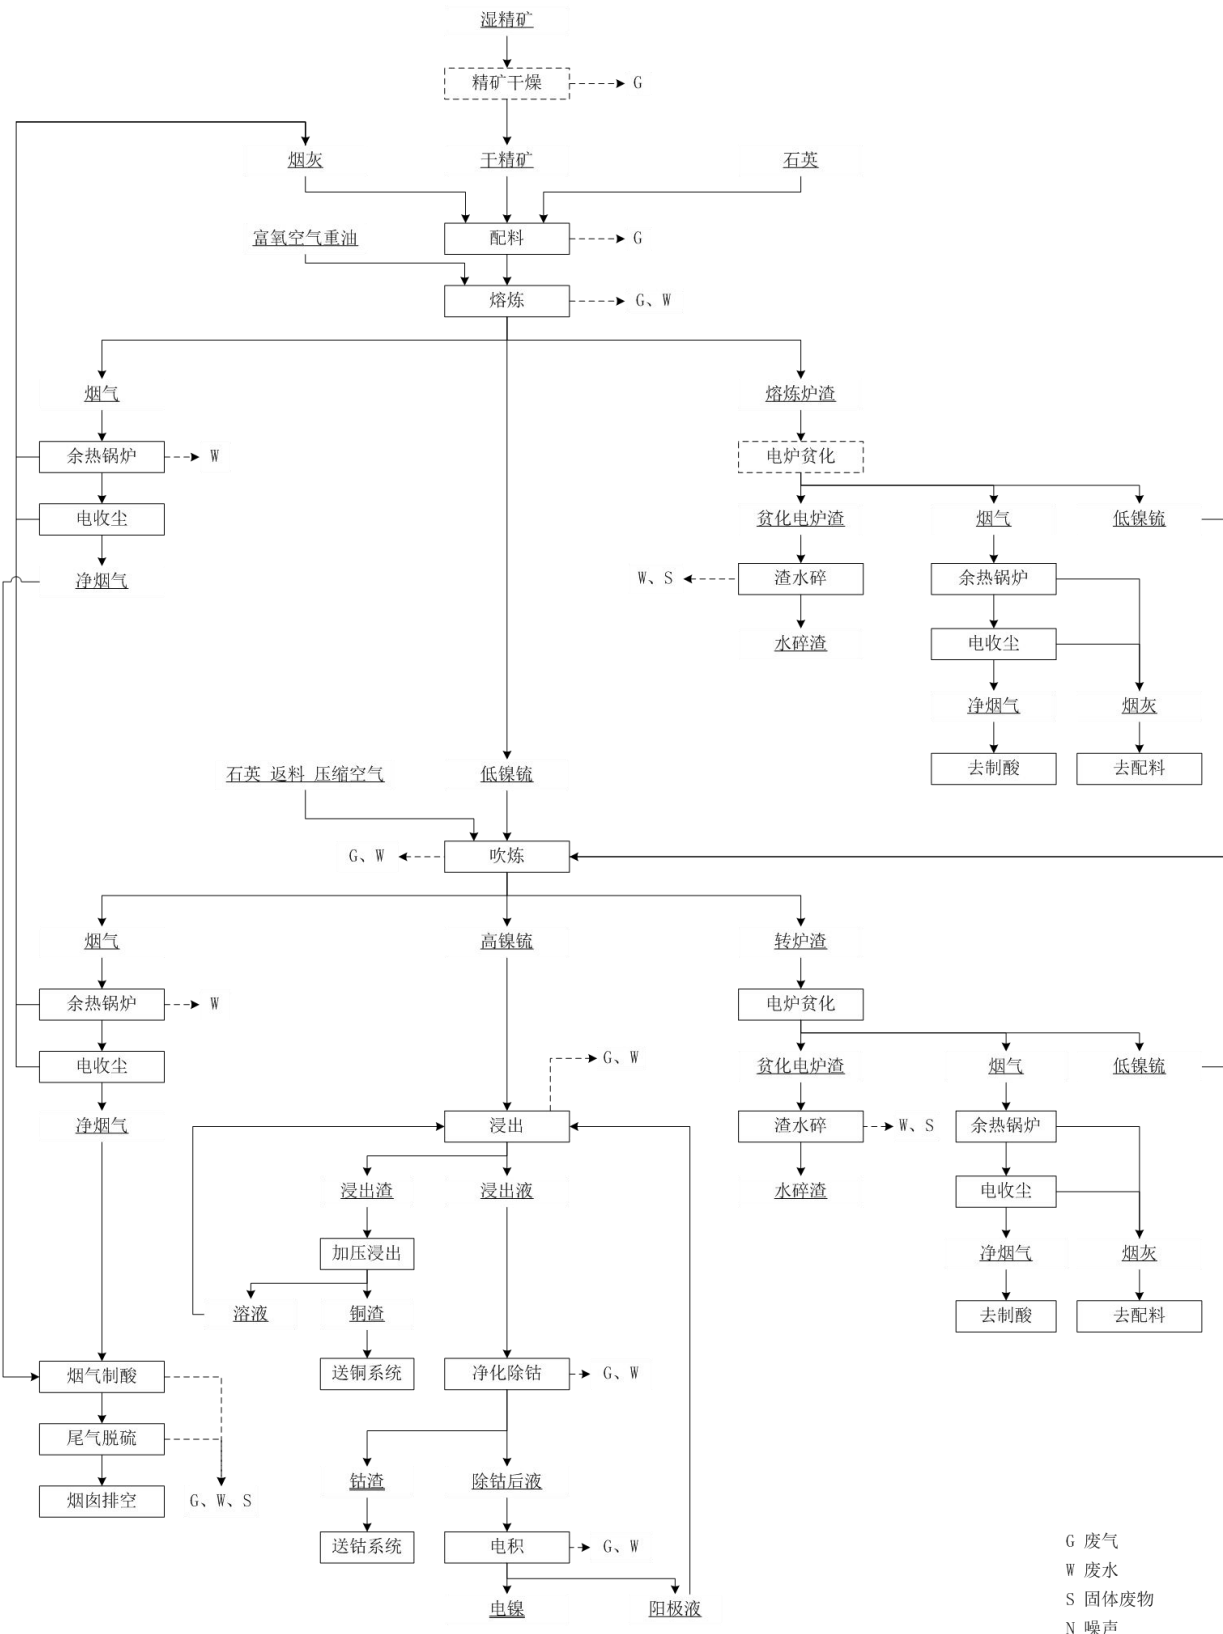 湿精矿
精矿干燥
G
烟灰
干精矿
石英
富氧空气重油
配料
G
熔炼
G、W
烟气
熔炼炉渣
余热锅炉
W
电炉贫化
电收尘
贫化电炉渣
烟气
低镍锍
净烟气
W、S
渣水碎
余热锅炉
水碎渣
电收尘
净烟气
烟灰
石英 返料 压缩空气
低镍锍
去制酸
去配料
G、W
吹炼
烟气
高镍锍
转炉渣
余热锅炉
W
电炉贫化
电收尘
G、W
贫化电炉渣
烟气
低镍锍
净烟气
浸出
渣水碎
W、S
余热锅炉
浸出渣
浸出液
水碎渣
电收尘
加压浸出
净烟气
烟灰
溶液
铜渣
去制酸
去配料
烟气制酸
送铜系统
净化除钴
G、W
尾气脱硫
钴渣
除钴后液
烟囱排空
G、W、S
送钴系统
电积
G、W
电镍
阳极液
G 废气
W 废水
S 固体废物
N 噪声